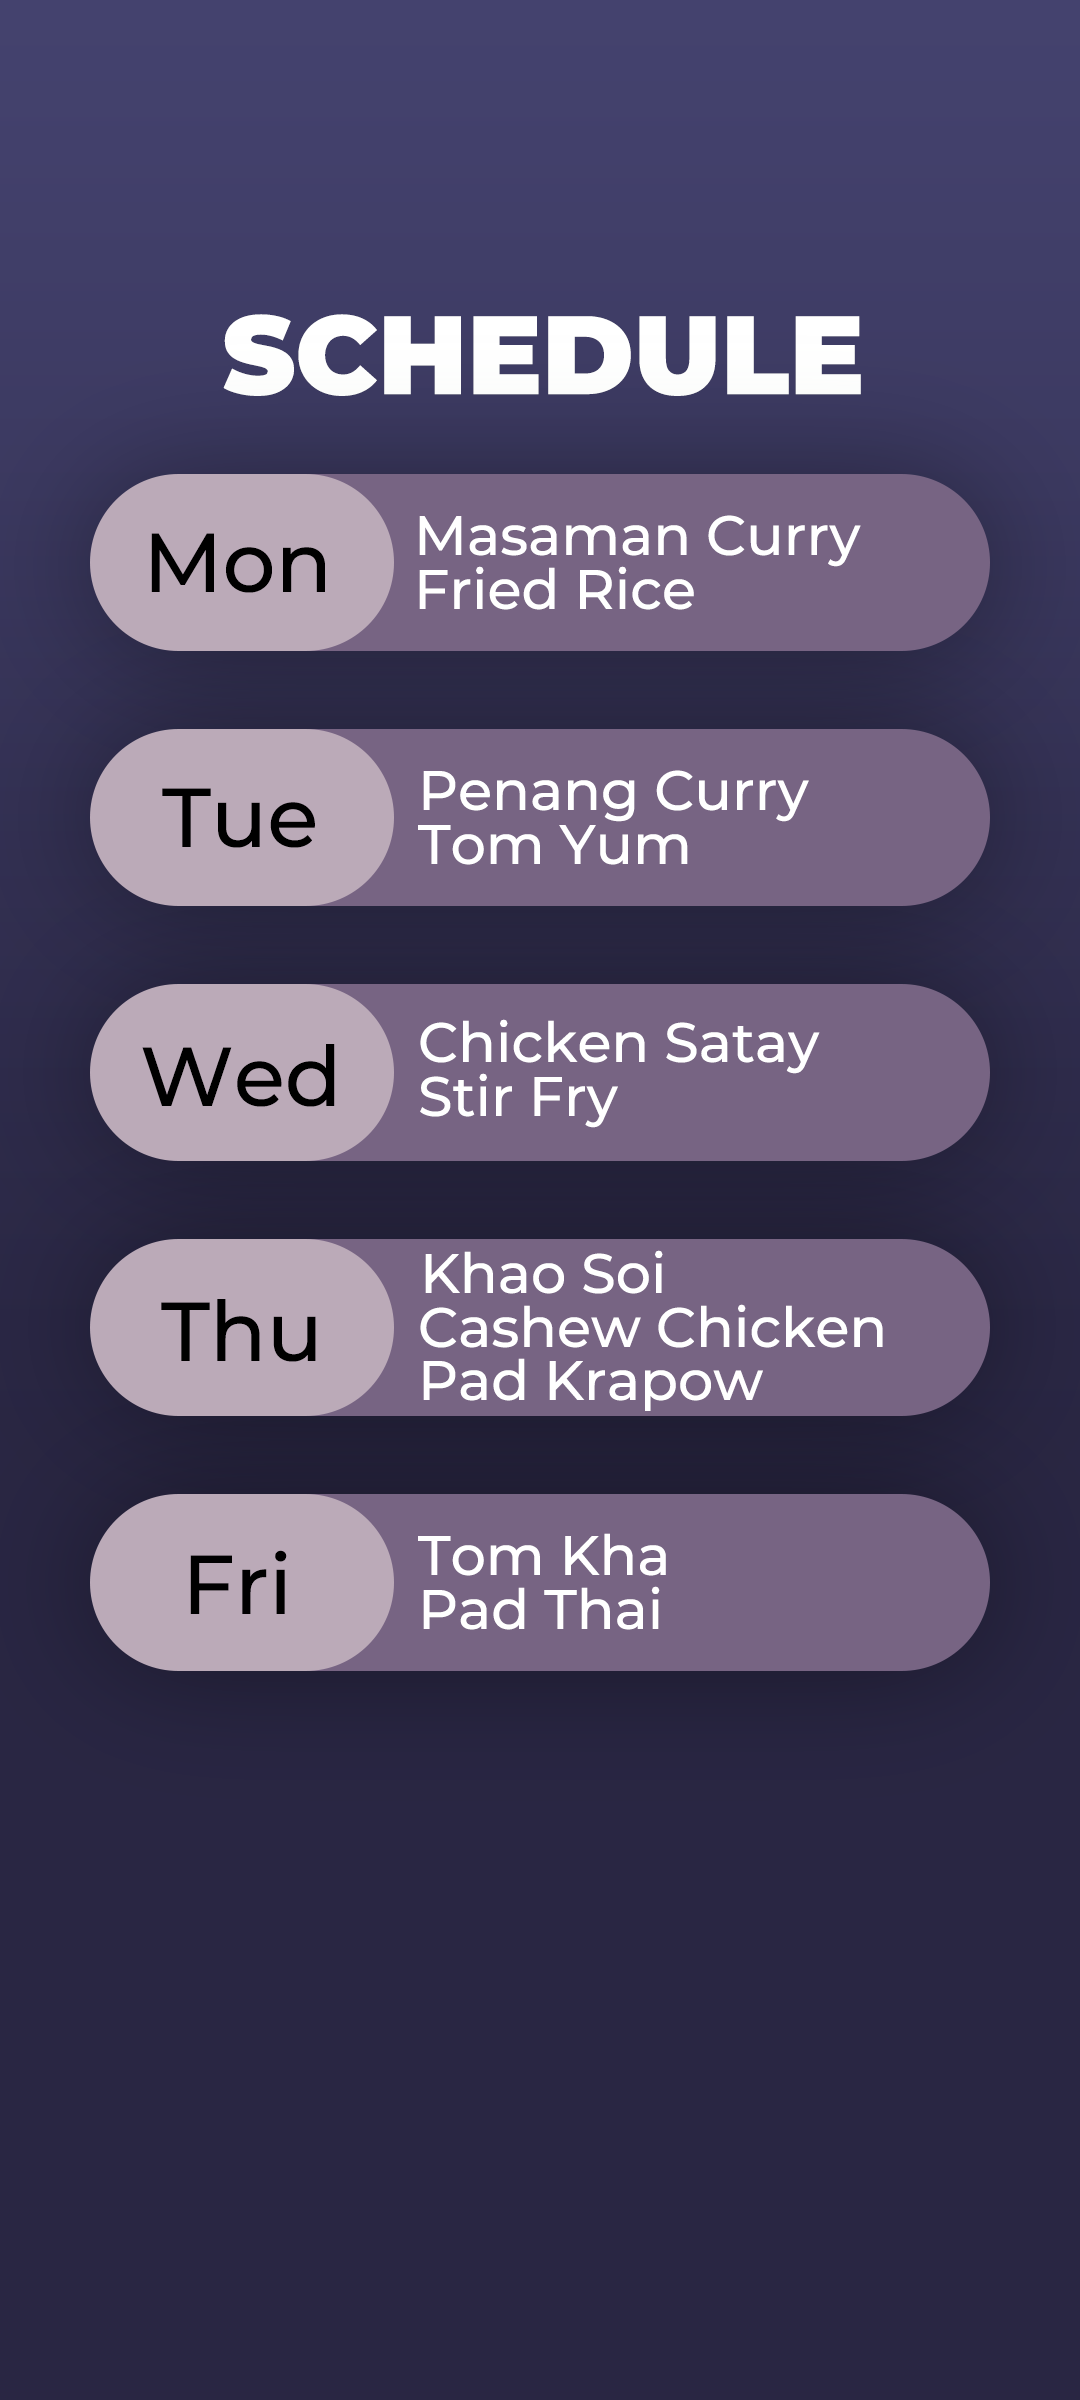 SCHEDULE
Mon
Masaman Curry
Fried Rice
Tue
Penang Curry
Tom Yum
Wed
Chicken Satay
Stir Fry
Thu
Khao Soi
Cashew Chicken
Pad Krapow
Fri
Tom Kha
Pad Thai